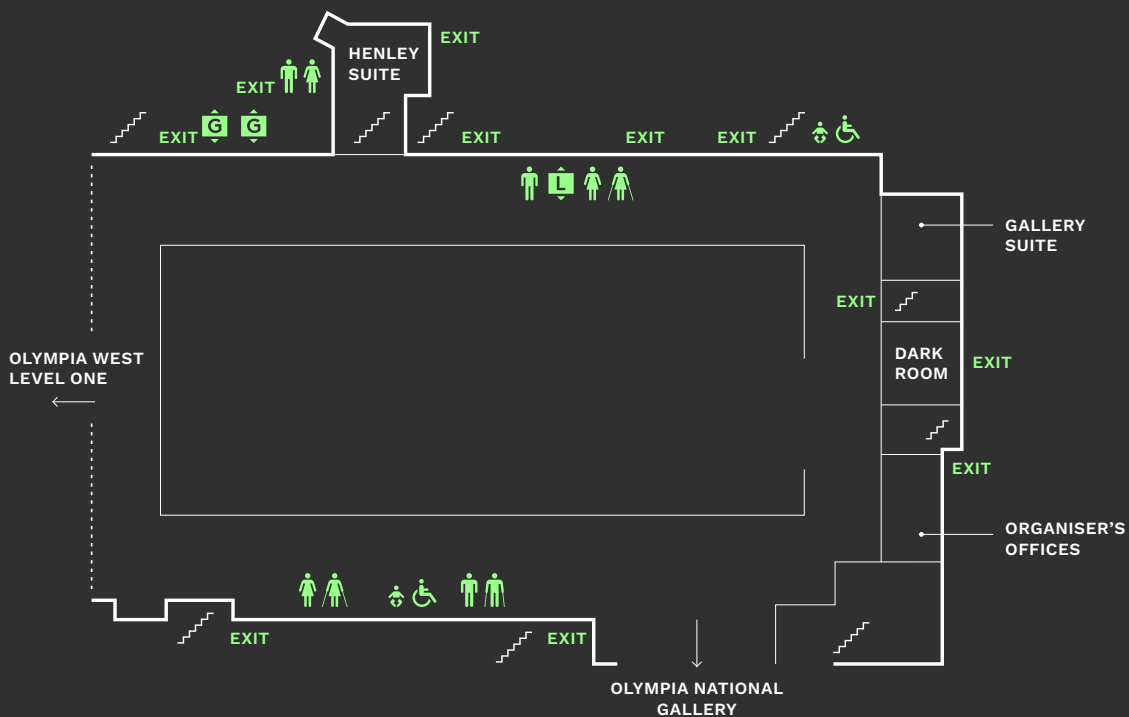 HENLEY
SUITE
EXIT
EXIT
EXIT
G
G
EXIT
EXIT
EXIT
L
GALLERY
SUITE
EXIT
OLYMPIA WEST
LEVEL ONE
DARK
ROOM
EXIT
EXIT
ORGANISER’S
OFFICES
EXIT
EXIT
OLYMPIA NATIONAL
GALLERY